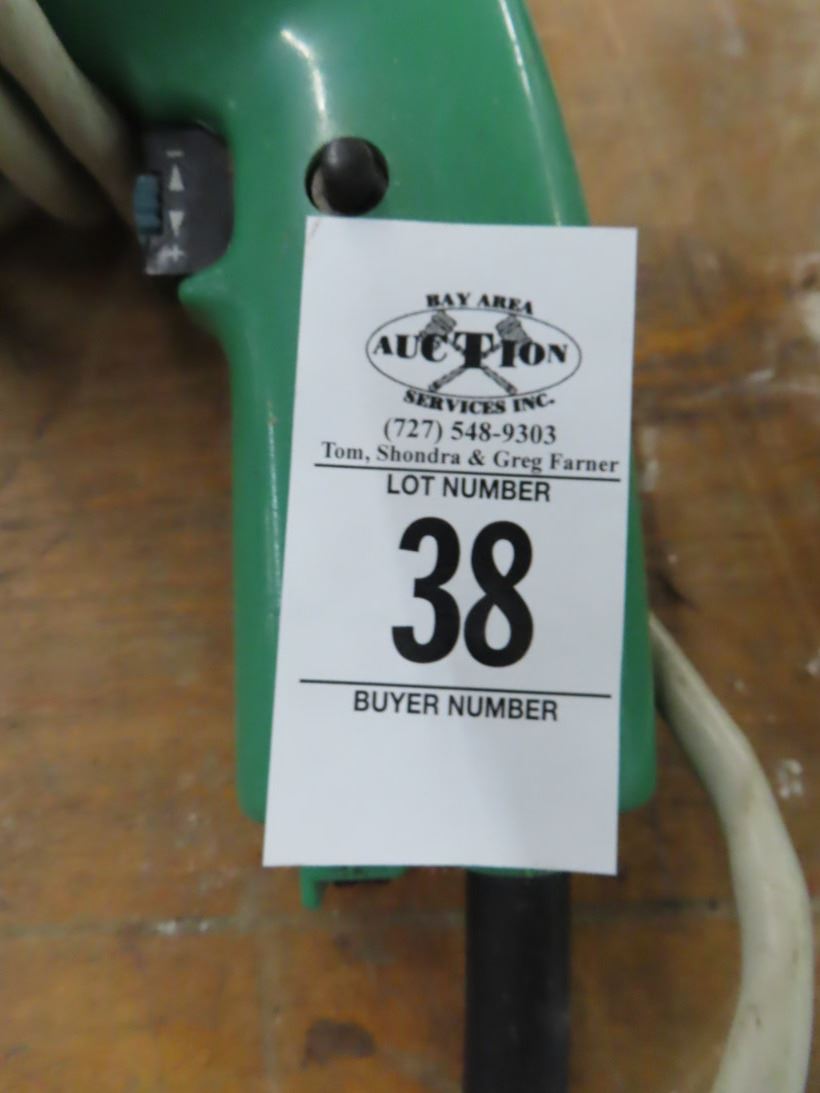 BAY AREA
AUCTION
SERVICES INC.
(727) 548-9303
Tom, Shondra & Greg Farner
LOT NUMBER
38
BUYER NUMBER